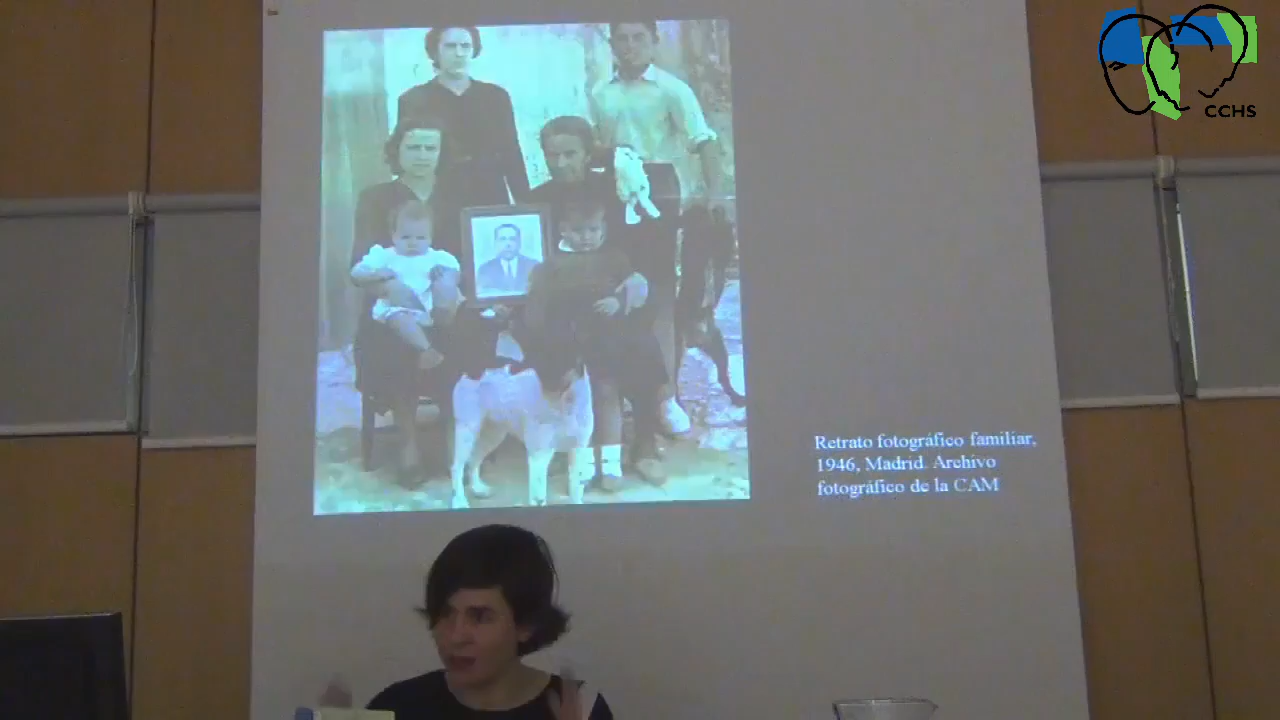 CCHS
Retrato fotográfico familiar,
1946, Madrid. Archivo
fotográfico de la CAM